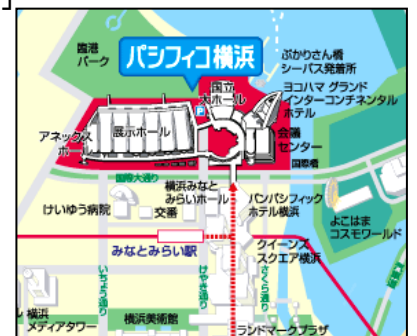 」
臨港
パーク
パシフィコ横浜
ぷかりさん橋
シーバス発着所
国立
大ホール
ヨコハマ グランド
インターコンチネンタル
ホテル
P
展示ホール
アネックス
ホール
会議
センター
国際橋
国際大通り
横浜みなと
みらいホール
けいゆう病院
交番
パンパシフィック
ホテル横浜
よこはま
コスモワールド
みなとみらい駅
クイーンズ
スクエア横浜
いちょう通り
けやき通り
さくら通り
横浜
メディアタワー
横浜美術館
ランドマークプラザ